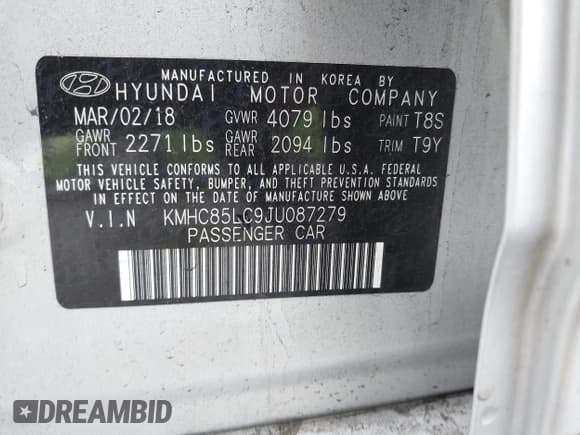 MANUFACTURED IN KOREA BY
HYUNDAI MOTOR COMPANY
MAR/02/18 GVWR 4079 lbs PAINT T8S
GAWR FRONT 2271 lbs GAWR REAR 2094 lbs TRIM T9Y
THIS VEHICLE CONFORMS TO ALL APPLICABLE U.S.A. FEDERAL
MOTOR VEHICLE SAFETY, BUMPER, AND THEFT PREVENTION STANDARDS
IN EFFECT ON THE DATE OF MANUFACTURE SHOWN ABOVE
V.I.N KMHC85LC9JU087279
PASSENGER CAR
DREAMBID